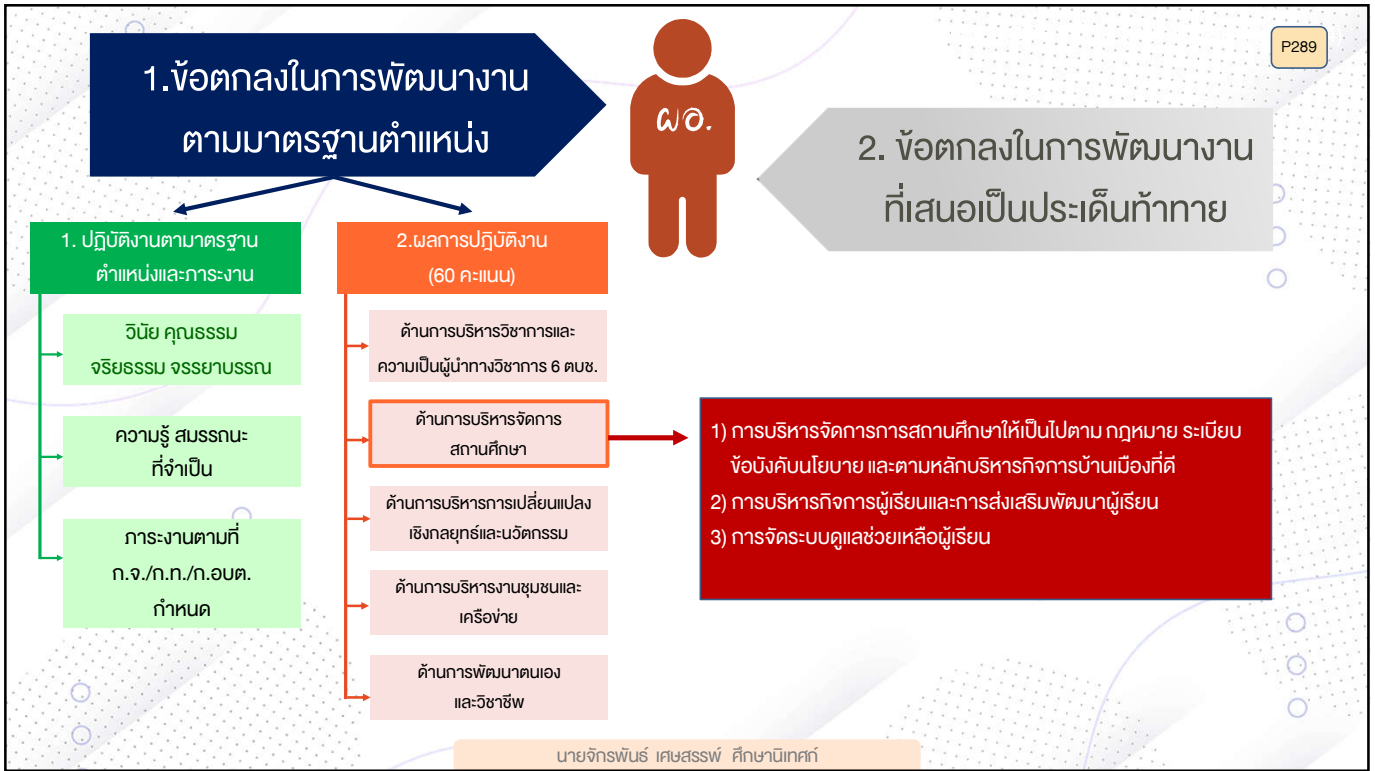 P289
1.ข้อตกลงในการพัฒนางาน
ตามมาตรฐานตำแหน่ง
ผอ.
2. ข้อตกลงในการพัฒนางาน
ที่เสนอเป็นประเด็นท้าทาย
1. ปฏิบัติงานตามาตรฐาน
ตำแหน่งและภาระงาน
วินัย คุณธรรม
จริยธรรม จรรยาบรรณ
ความรู้ สมรรถนะ
ที่จำเป็น
ภาระงานตามที่
ก.จ./ก.ท./ก.อบต.
กำหนด
2.ผลการปฏิบัติงาน
(60 คะแนน)
ด้านการบริหารวิชาการและ
ความเป็นผู้นำทางวิชาการ 6 ตบช.
ด้านการบริหารจัดการ
สถานศึกษา
ด้านการบริหารการเปลี่ยนแปลง
เชิงกลยุทธ์และนวัตกรรม
ด้านการบริหารงานชุมชนและ
เครือข่าย
ด้านการพัฒนาตนเอง
และวิชาชีพ
1) การบริหารจัดการการสถานศึกษาให้เป็นไปตาม กฎหมาย ระเบียบ
ข้อบังคับนโยบาย และตามหลักบริหารกิจการบ้านเมืองที่ดี
2) การบริหารกิจการผู้เรียนและการส่งเสริมพัฒนาผู้เรียน
3) การจัดระบบดูแลช่วยเหลือผู้เรียน
นายจักรพันธ์ เศษสรรพ์ ศึกษานิเทศก์